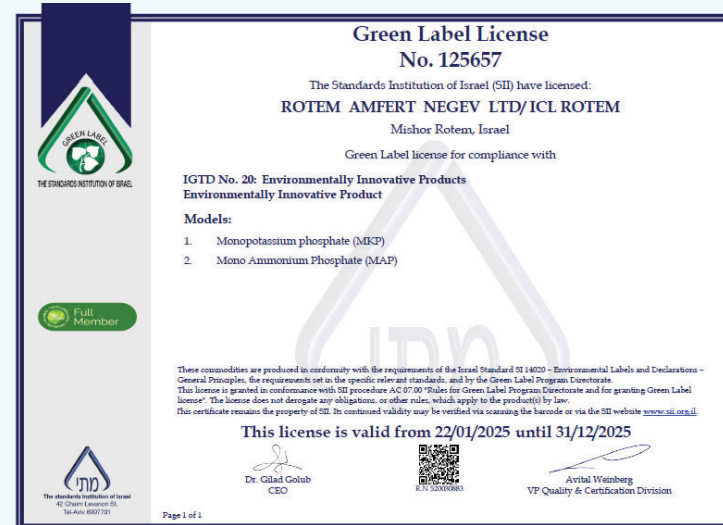 Green Label License
No. 125657
The Standards Institution of Israel (SII) have licensed:
ROTEM AMFERT NEGEV LTD/ ICL ROTEM
Mishor Rotem, Israel
Green Label license for compliance with
IGTD No. 20: Environmentally Innovative Products
Environmentally Innovative Product
Models:
1. Monopotassium phosphate (MKP)
2. Mono Ammonium Phosphate (MAP)
GREEN LABEL
THE STANDARDS INSTITUTION OF ISRAEL
Full
Member
מתי
These commodities are produced in conformity with the requirements of the Israel Standard SI 14020 – Environmental Labels and Declarations –
General Principles, the requirements set in the specific relevant standards, and by the Green Label Program Directorate.
This license is granted in conformance with SII procedure AC 07.00 "Rules for Green Label Program Directorate and for granting Green Label
license". The license does not derogate any obligations, or other rules, which apply to the product(s) by law.
This certificate remains the property of SII. Its continued validity may be verified via scanning the barcode or via the SII website www.sii.org.il.
This license is valid from 22/01/2025 until 31/12/2025
Dr. Gilad Golub
CEO
R.N 520030883
Avital Weinberg
VP Quality & Certification Division
מתי
The standards institution of Israel
42 Chaim Levanon St,
Tel-Aviv 6997701
Page 1 of 1